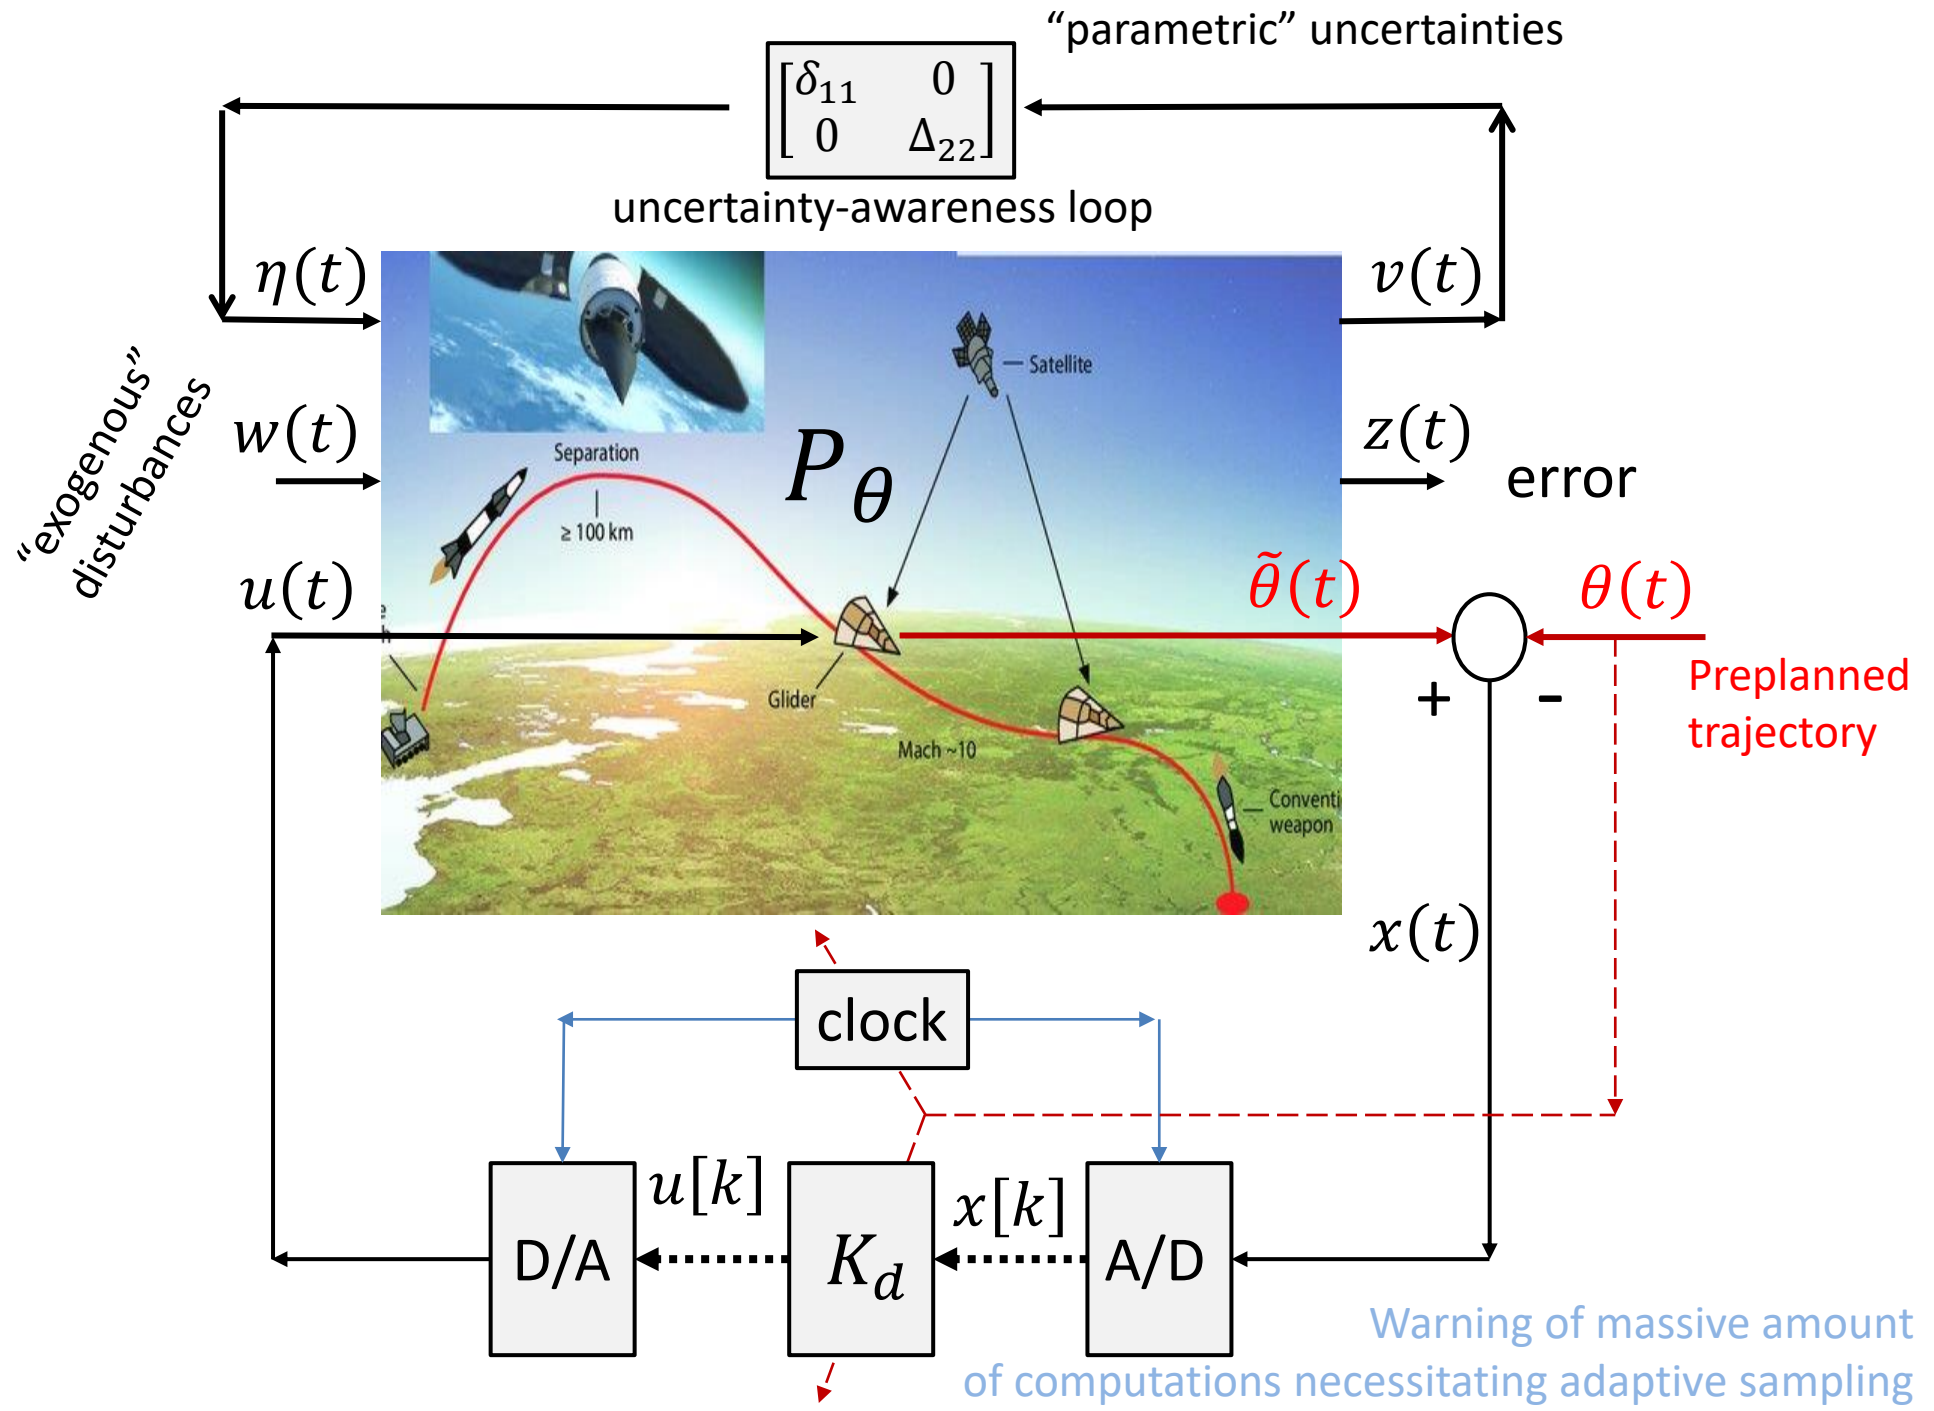 “parametric” uncertainties
[δ₁₁ 0
0 Δ₂₂]
uncertainty-awareness loop
η(t)
v(t)
“exogenous”
disturbances
w(t)
z(t)
error
Satellite
Separation
≥ 100 km
P_θ
u(t)
θ̃(t)
θ(t)
+
-
Preplanned
trajectory
Glider
Mach ~10
Conventi
weapon
x(t)
clock
D/A
u[k]
K_d
x[k]
A/D
Warning of massive amount
of computations necessitating adaptive sampling